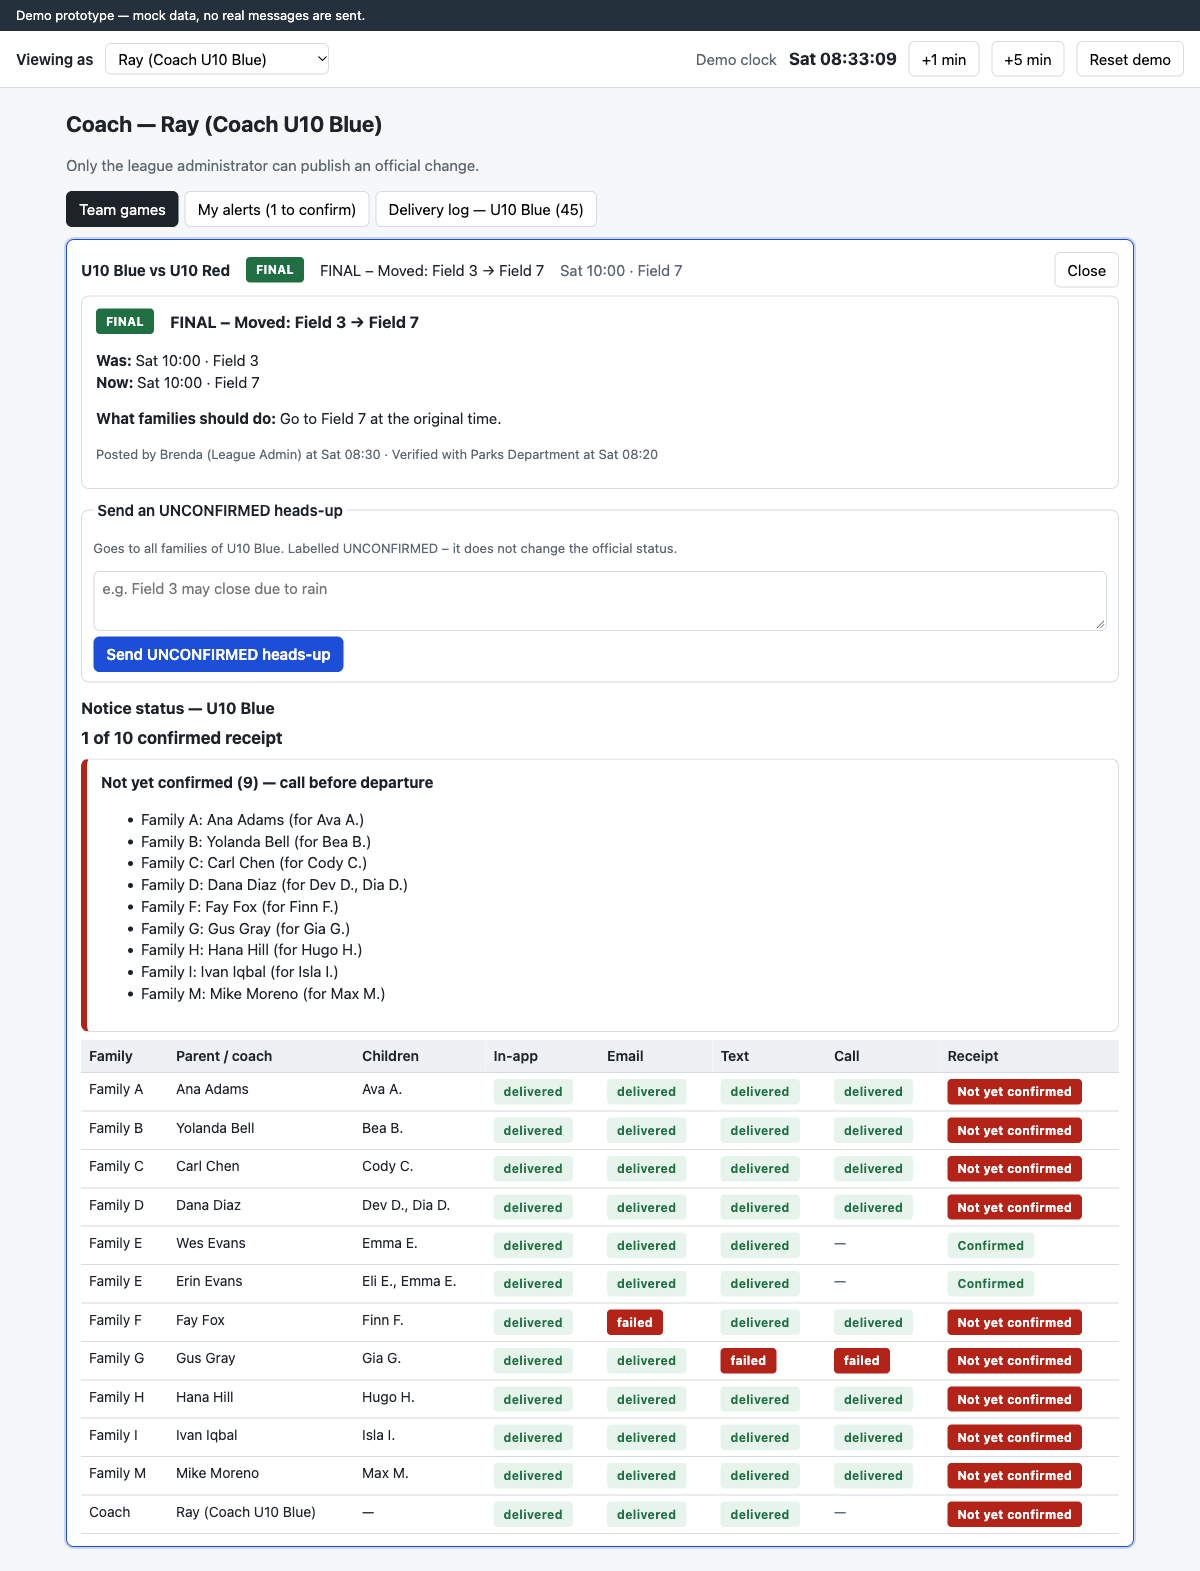 Demo prototype — mock data, no real messages are sent.
Viewing as Ray (Coach U10 Blue) Demo clock Sat 08:33:09 +1 min +5 min Reset demo
Coach — Ray (Coach U10 Blue)
Only the league administrator can publish an official change.
Team games My alerts (1 to confirm) Delivery log — U10 Blue (45)
U10 Blue vs U10 Red FINAL FINAL – Moved: Field 3 → Field 7 Sat 10:00 · Field 7 Close
FINAL FINAL – Moved: Field 3 → Field 7
Was: Sat 10:00 · Field 3
Now: Sat 10:00 · Field 7
What families should do: Go to Field 7 at the original time.
Posted by Brenda (League Admin) at Sat 08:30 · Verified with Parks Department at Sat 08:20
Send an UNCONFIRMED heads-up
Goes to all families of U10 Blue. Labelled UNCONFIRMED – it does not change the official status.
e.g. Field 3 may close due to rain
Send UNCONFIRMED heads-up
Notice status — U10 Blue
1 of 10 confirmed receipt
Not yet confirmed (9) — call before departure
• Family A: Ana Adams (for Ava A.)
• Family B: Yolanda Bell (for Bea B.)
• Family C: Carl Chen (for Cody C.)
• Family D: Dana Diaz (for Dev D., Dia D.)
• Family F: Fay Fox (for Finn F.)
• Family G: Gus Gray (for Gia G.)
• Family H: Hana Hill (for Hugo H.)
• Family I: Ivan Iqbal (for Isla I.)
• Family M: Mike Moreno (for Max M.)
Family Parent / coach Children In-app Email Text Call Receipt
Family A Ana Adams Ava A. delivered delivered delivered delivered Not yet confirmed
Family B Yolanda Bell Bea B. delivered delivered delivered delivered Not yet confirmed
Family C Carl Chen Cody C. delivered delivered delivered delivered Not yet confirmed
Family D Dana Diaz Dev D., Dia D. delivered delivered delivered delivered Not yet confirmed
Family E Wes Evans Emma E. delivered delivered delivered — Confirmed
Family E Erin Evans Eli E., Emma E. delivered delivered delivered — Confirmed
Family F Fay Fox Finn F. delivered failed delivered delivered Not yet confirmed
Family G Gus Gray Gia G. delivered delivered failed failed Not yet confirmed
Family H Hana Hill Hugo H. delivered delivered delivered delivered Not yet confirmed
Family I Ivan Iqbal Isla I. delivered delivered delivered delivered Not yet confirmed
Family M Mike Moreno Max M. delivered delivered delivered delivered Not yet confirmed
Coach Ray (Coach U10 Blue) — delivered delivered delivered — Not yet confirmed